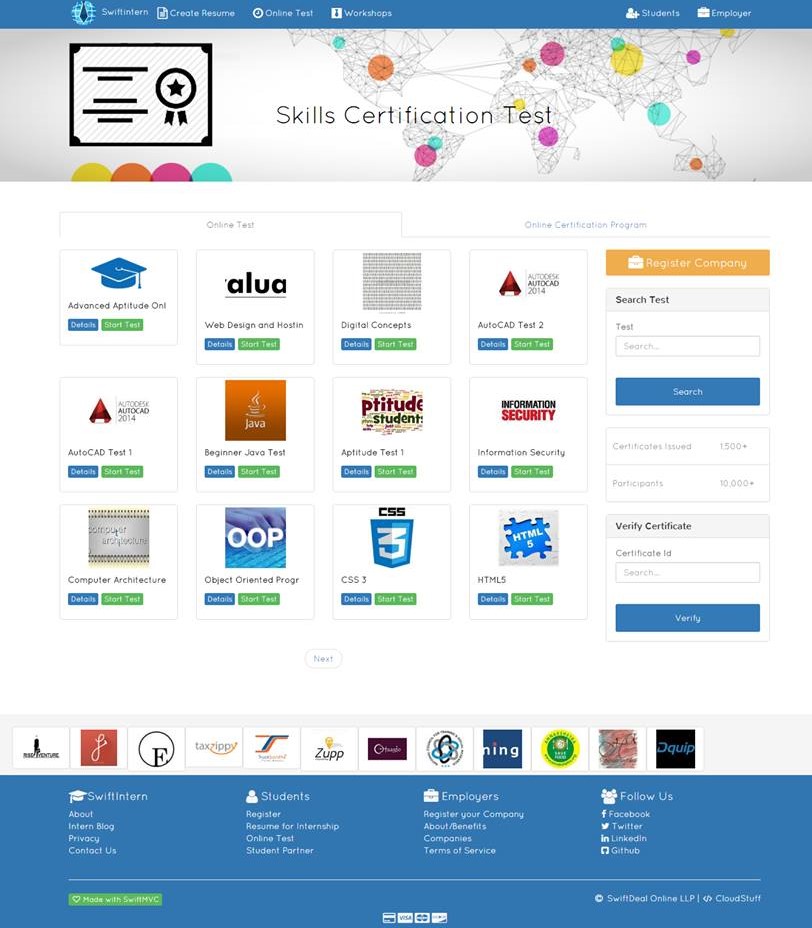 Swiftintern Create Resume Online Test Workshops Students Employer
Skills Certification Test
Online Test Online Certification Program
Register Company
alua
AUTODESK
AUTOCAD
2014
Advanced Aptitude Onl
Details Start Test
Web Design and Hostin
Details Start Test
Digital Concepts
Details Start Test
AutoCAD Test 2
Details Start Test
Search Test
Test
Search...
Search
AUTODESK
AUTOCAD
2014
Java
ptitude
Students
INFORMATION
SECURITY
AutoCAD Test 1
Details Start Test
Beginner Java Test
Details Start Test
Aptitude Test 1
Details Start Test
Information Security
Details Start Test
Certificates Issued 1,500+
Participants 10,000+
computer
architecture
OOP
CSS
3
HTML
5
Computer Architecture
Details Start Test
Object Oriented Progr
Details Start Test
CSS 3
Details Start Test
HTML5
Details Start Test
Verify Certificate
Certificate Id
Search...
Verify
Next
taxzippy
Zupp
ning
Dquip
SwiftIntern
About
Intern Blog
Privacy
Contact Us
Students
Register
Resume for Internship
Online Test
Student Partner
Employers
Register your Company
About/Benefits
Companies
Terms of Service
Follow Us
Facebook
Twitter
LinkedIn
Github
Made with SwiftMVC
© SwiftDeal Online LLP | </> CloudStuff
VISA